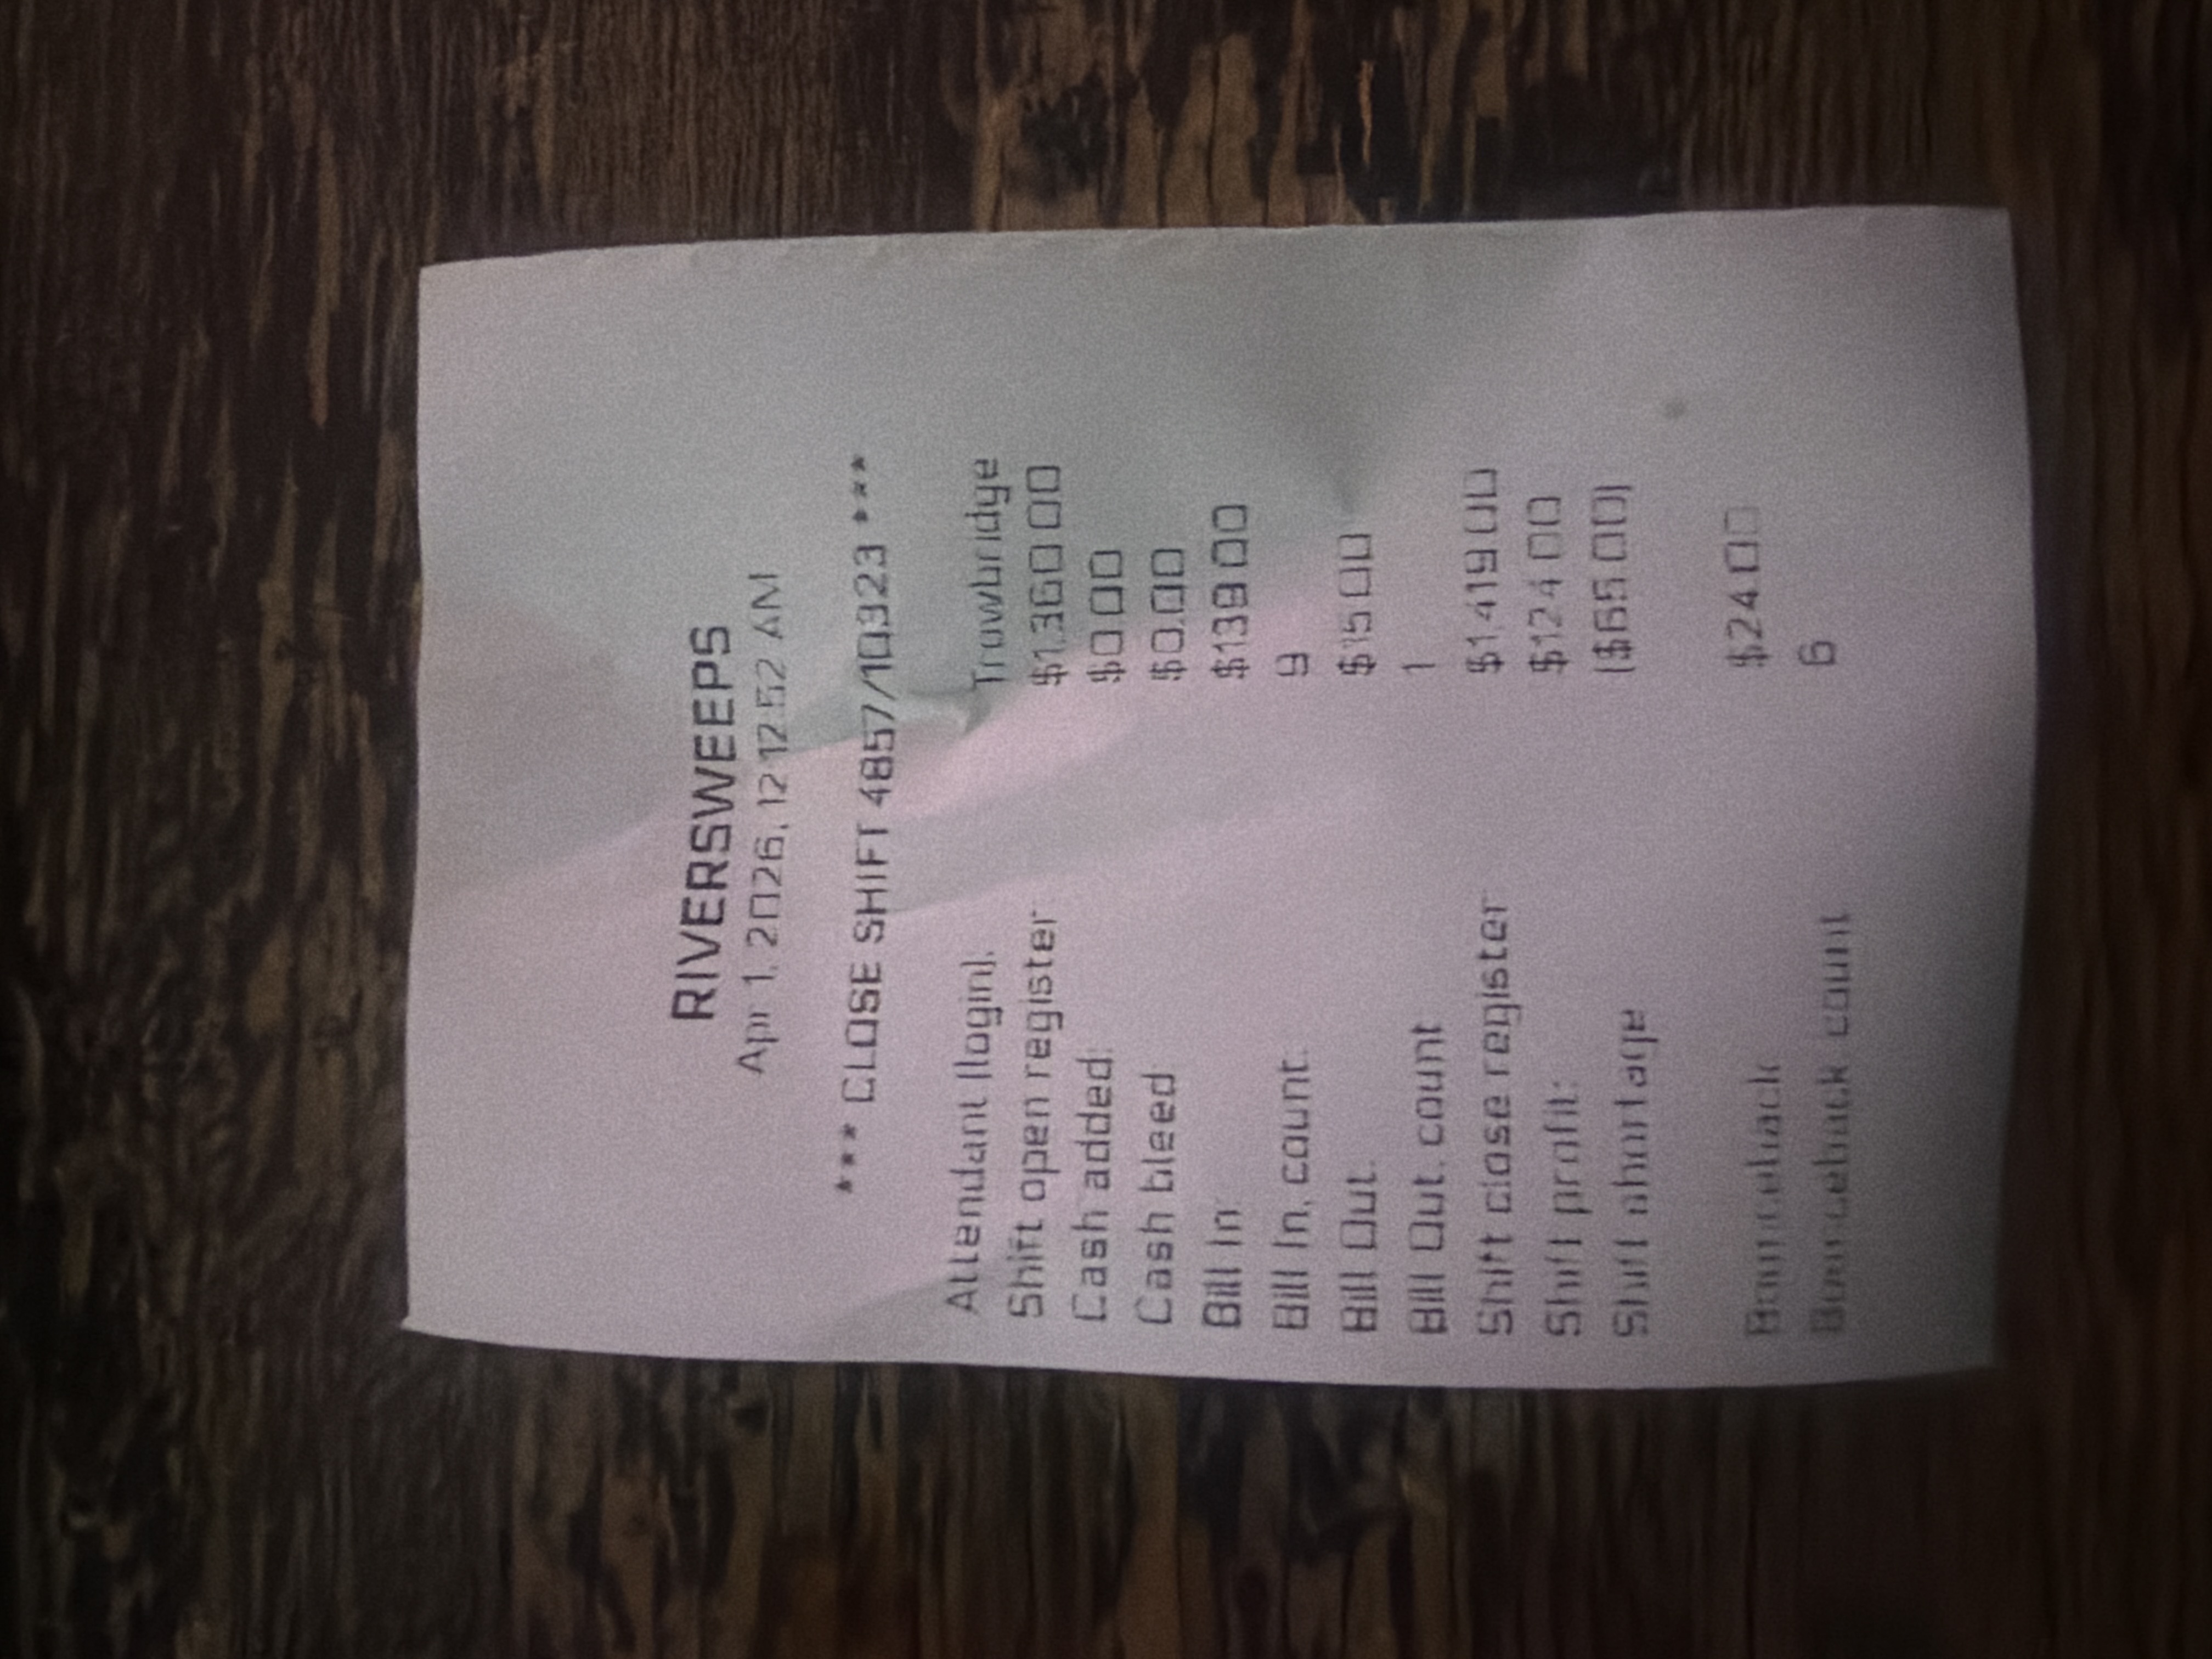 RIVERSWEEPS
Apr 1, 2026, 12:12:52 AM
*** CLOSE SHIFT 4857/10323 ***
Attendant (login): Trowbridge
Shift open register: $1,360.00
Cash added: $0.00
Cash bleed: $0.00
Bill In: $139.00
Bill In, count: 9
Bill Out: $15.00
Bill Out, count: 1
Shift close register: $1,419.00
Shift profit: $124.00
Shift shortage: ($65.00)
Bounceback: $24.00
Bounceback count: 6